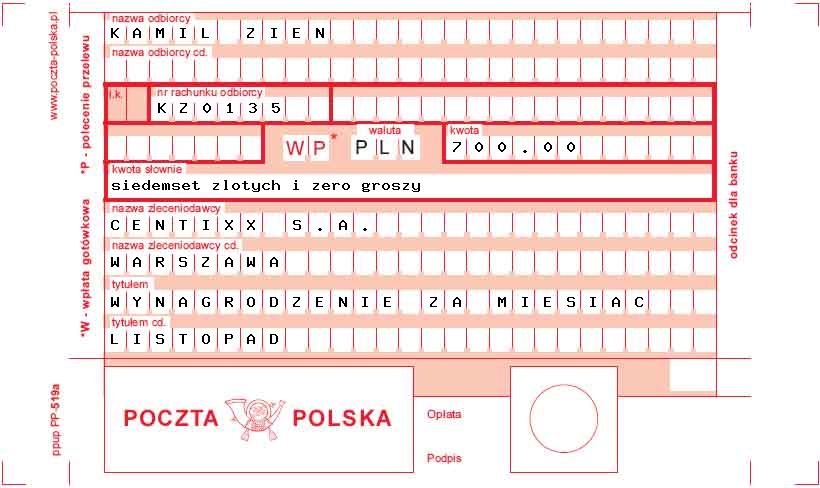 nazwa odbiorcy
KAMIL ZIEN
nazwa odbiorcy cd.
l.k.
nr rachunku odbiorcy
KZ0135
WP*
waluta
PLN
kwota
700.00
kwota słownie
siedemset zlotych i zero groszy
nazwa zleceniodawcy
CENTIXX S.A.
nazwa zleceniodawcy cd.
WARSZAWA
tytułem
WYNAGRODZENIE ZA MIESIAC
tytułem cd.
LISTOPAD
POCZTA POLSKA
Opłata
Podpis
www.poczta-polska.pl
*P - polecenie przelewu
*W - wpłata gotówkowa
ppup PP-519a
odcinek dla banku